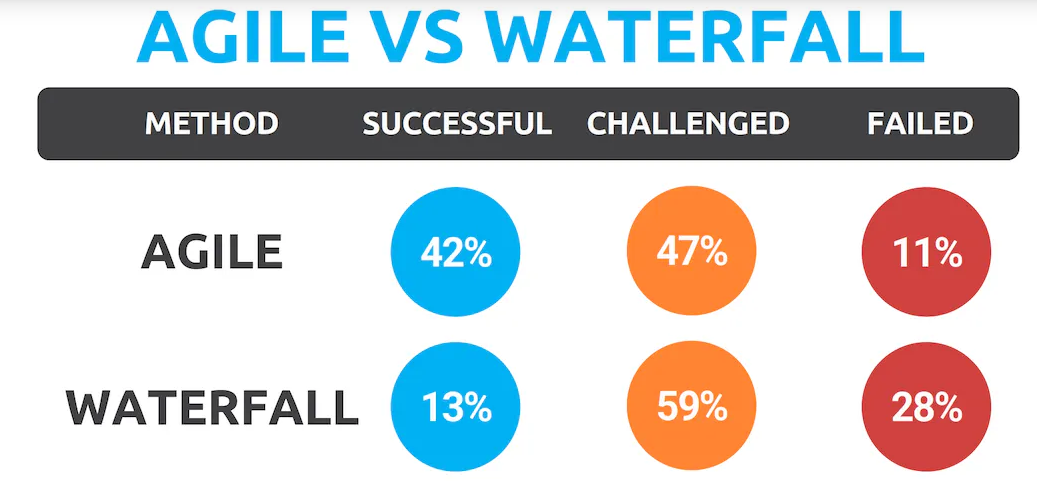 AGILE VS WATERFALL
METHOD SUCCESSFUL CHALLENGED FAILED
AGILE 42% 47% 11%
WATERFALL 13% 59% 28%